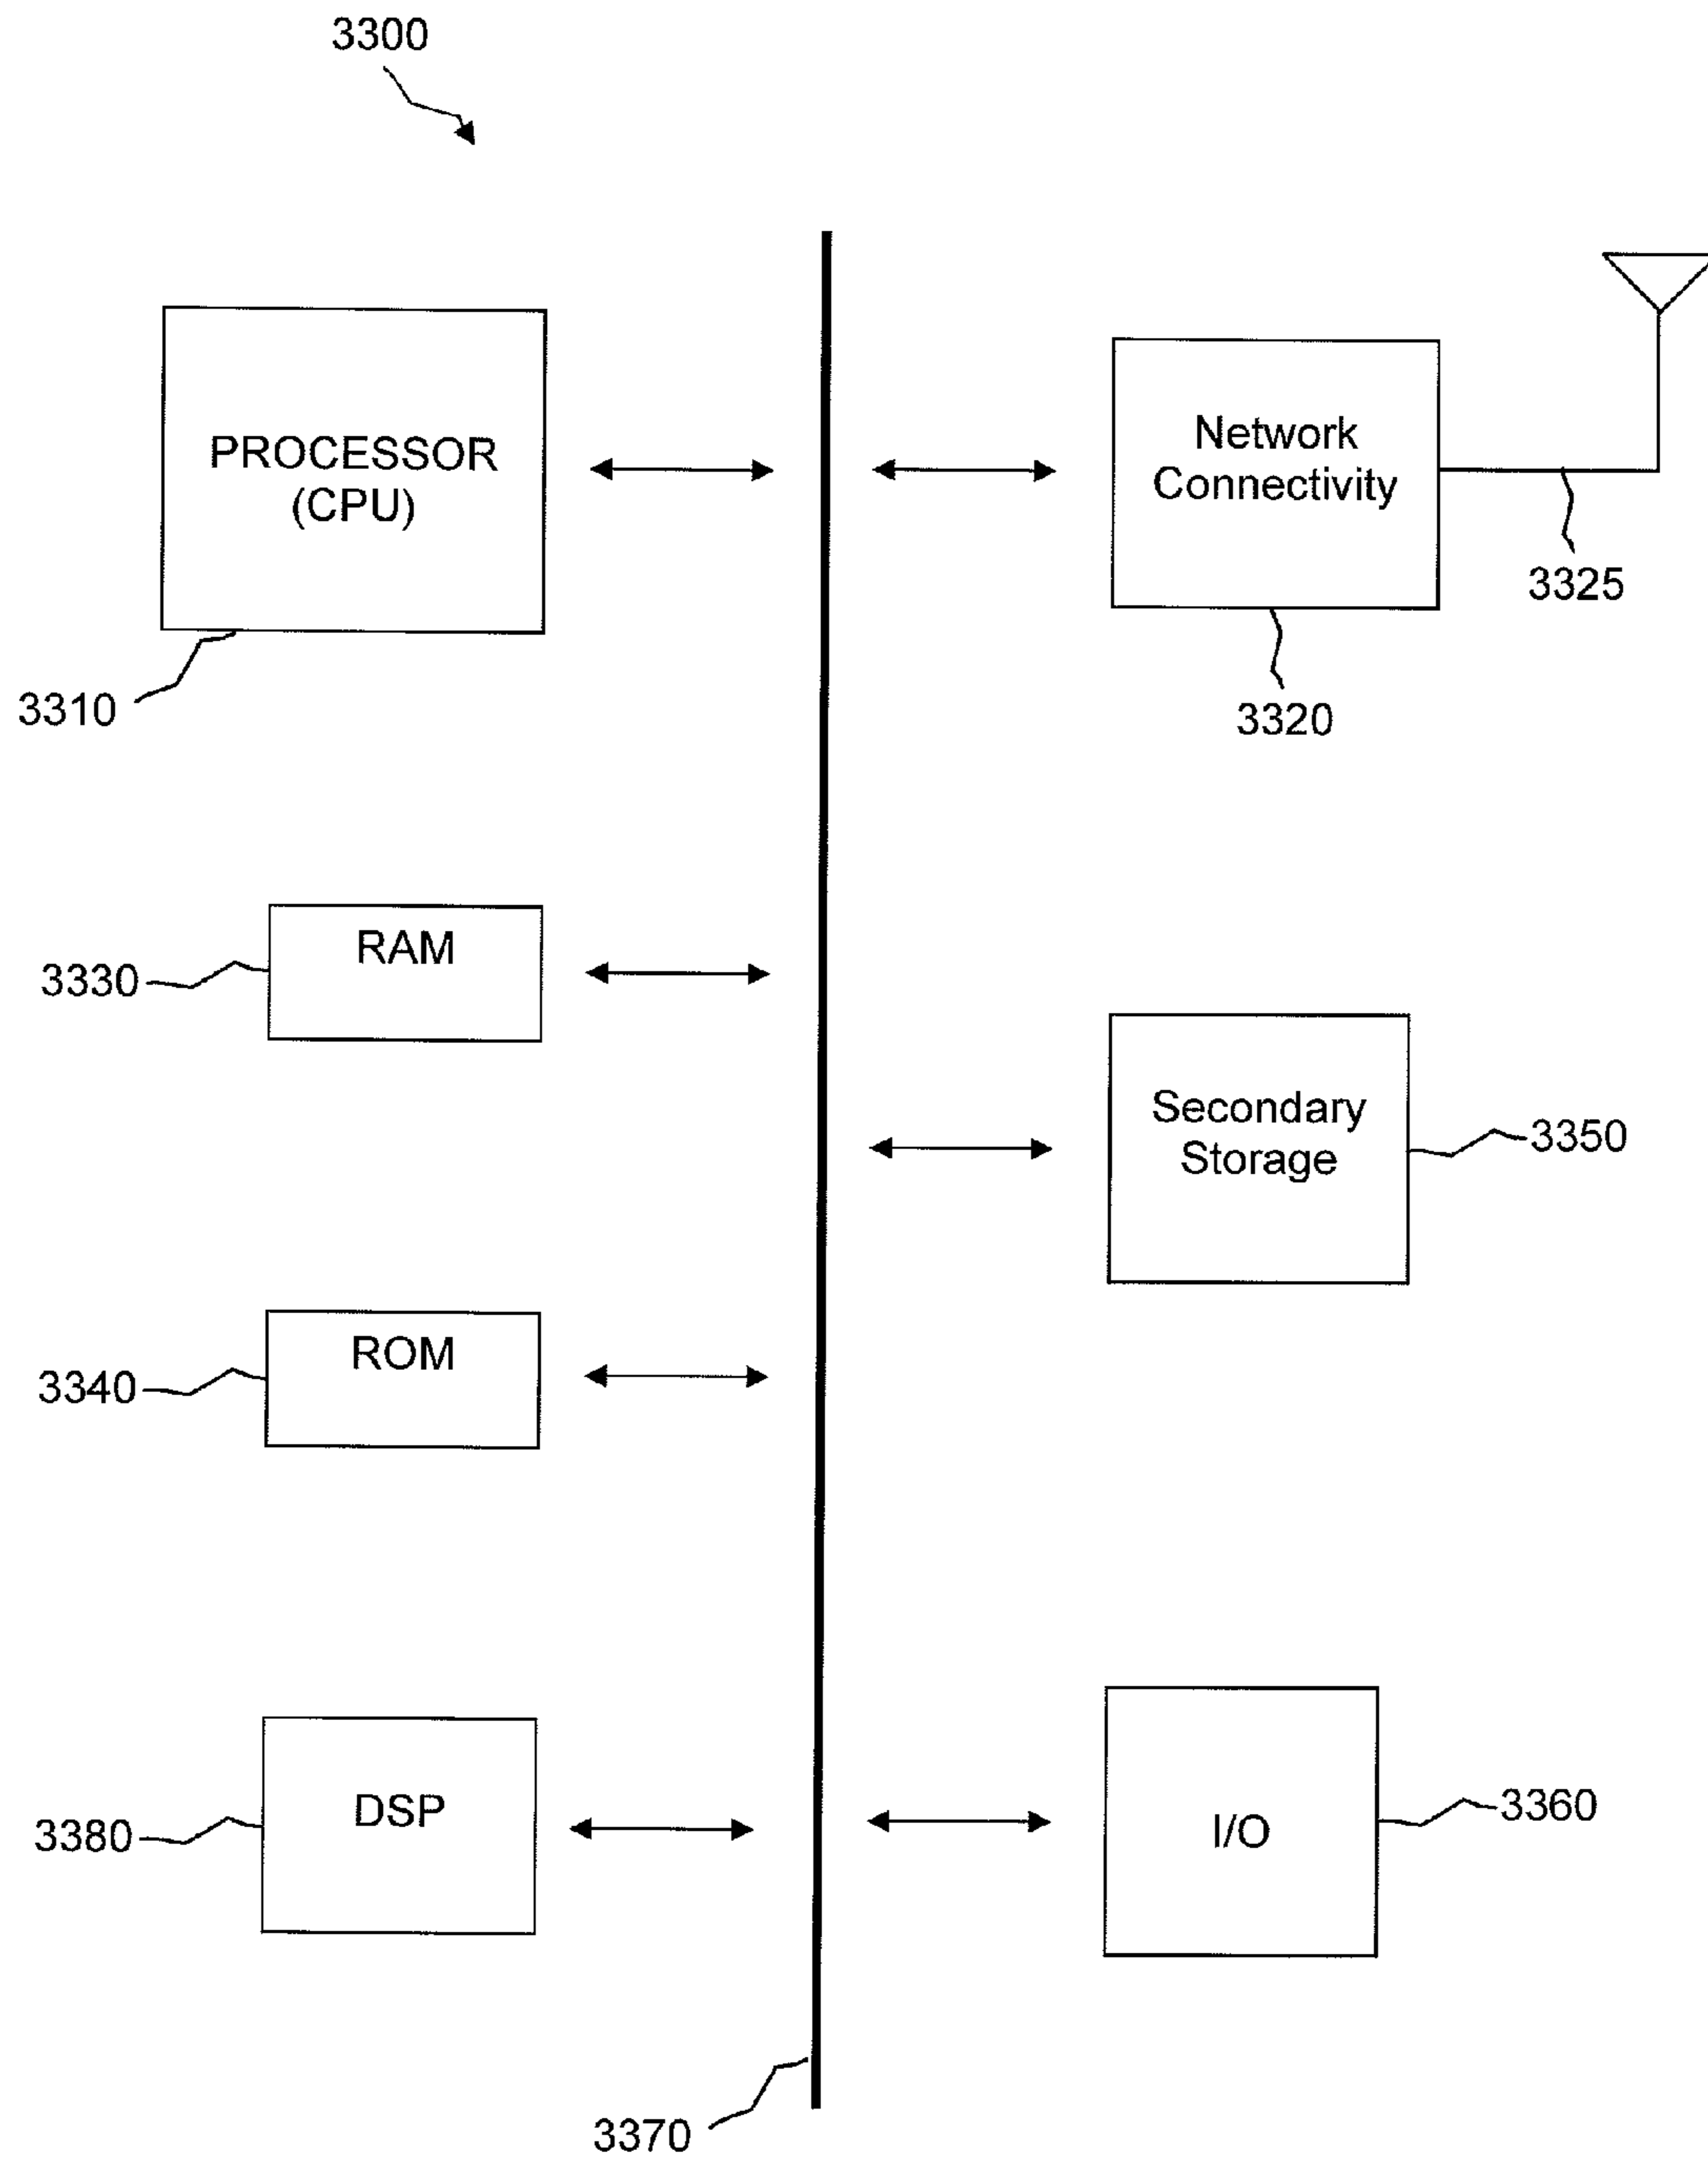 3300
PROCESSOR
(CPU)
3310
Network
Connectivity
3325
3320
RAM
3330
Secondary
Storage
3350
ROM
3340
DSP
3380
I/O
3360
3370